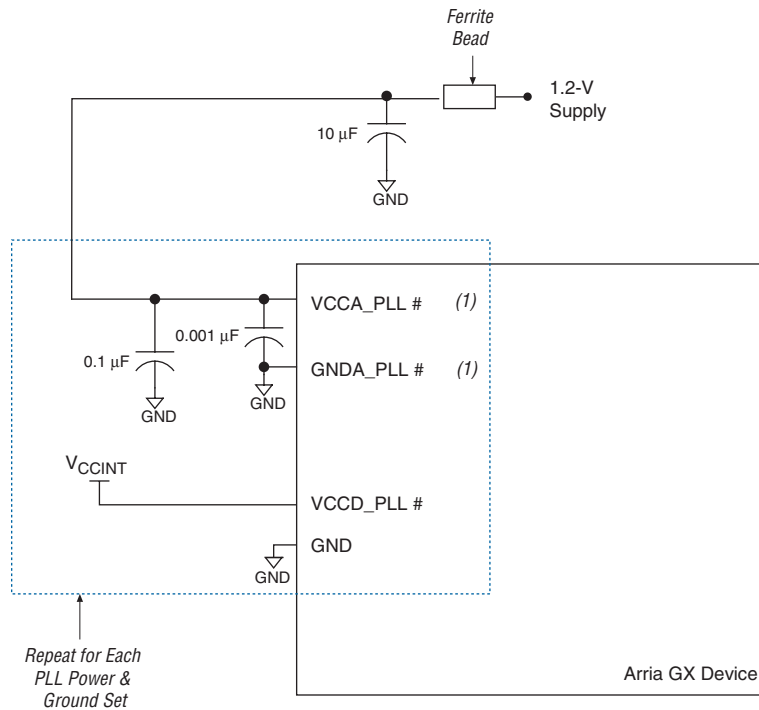 Ferrite
Bead
1.2-V
Supply
10 μF
GND
VCCA_PLL # (1)
0.001 μF
0.1 μF
GNDA_PLL # (1)
GND
GND
VCCINT
VCCD_PLL #
GND
GND
Repeat for Each
PLL Power &
Ground Set
Arria GX Device